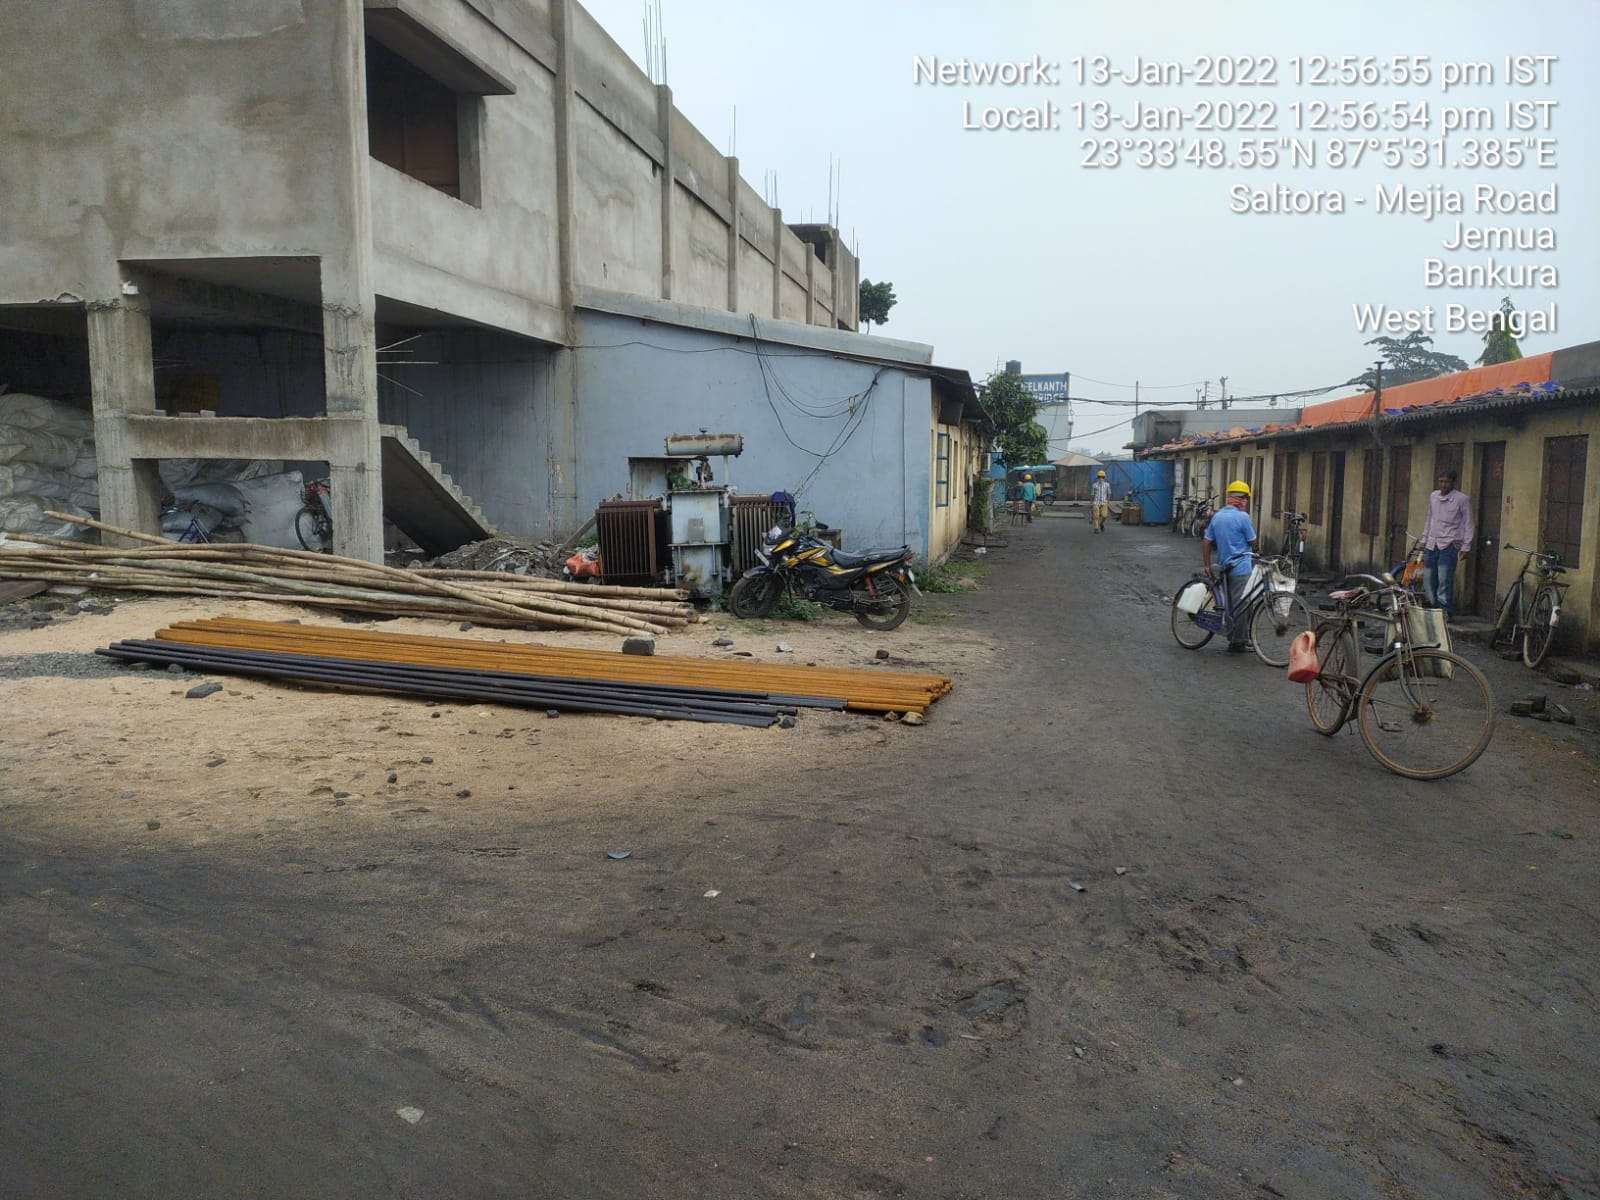 Network: 13-Jan-2022 12:56:55 pm IST
Local: 13-Jan-2022 12:56:54 pm IST
23°33'48.55"N 87°5'31.385"E
Saltora - Mejia Road
Jemua
Bankura
West Bengal